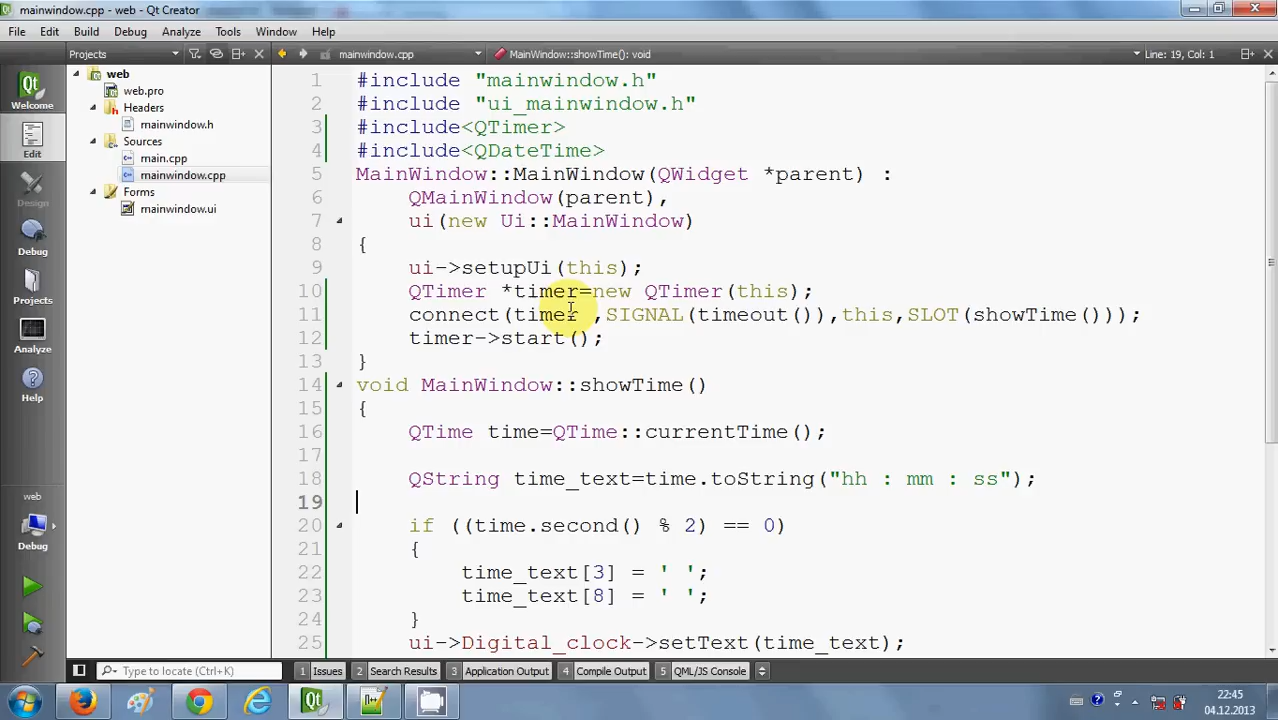 mainwindow.cpp - web - Qt Creator
File Edit Build Debug Analyze Tools Window Help
Projects mainwindow.cpp MainWindow::showTime(): void Line: 19, Col: 1
Welcome
Edit
Design
Debug
Projects
Analyze
Help
web
Debug
web
web.pro
Headers
mainwindow.h
Sources
main.cpp
mainwindow.cpp
Forms
mainwindow.ui
1 #include "mainwindow.h"
2 #include "ui_mainwindow.h"
3 #include<QTimer>
4 #include<QDateTime>
5 MainWindow::MainWindow(QWidget *parent) :
6 QMainWindow(parent),
7 ui(new Ui::MainWindow)
8 {
9 ui->setupUi(this);
10 QTimer *timer=new QTimer(this);
11 connect(timer ,SIGNAL(timeout()),this,SLOT(showTime()));
12 timer->start();
13 }
14 void MainWindow::showTime()
15 {
16 QTime time=QTime::currentTime();
17
18 QString time_text=time.toString("hh : mm : ss");
19
20 if ((time.second() % 2) == 0)
21 {
22 time_text[3] = ' ';
23 time_text[8] = ' ';
24 }
25 ui->Digital_clock->setText(time_text);
Type to locate (Ctrl+K) 1 Issues 2 Search Results 3 Application Output 4 Compile Output 5 QML/JS Console
22:45
04.12.2013